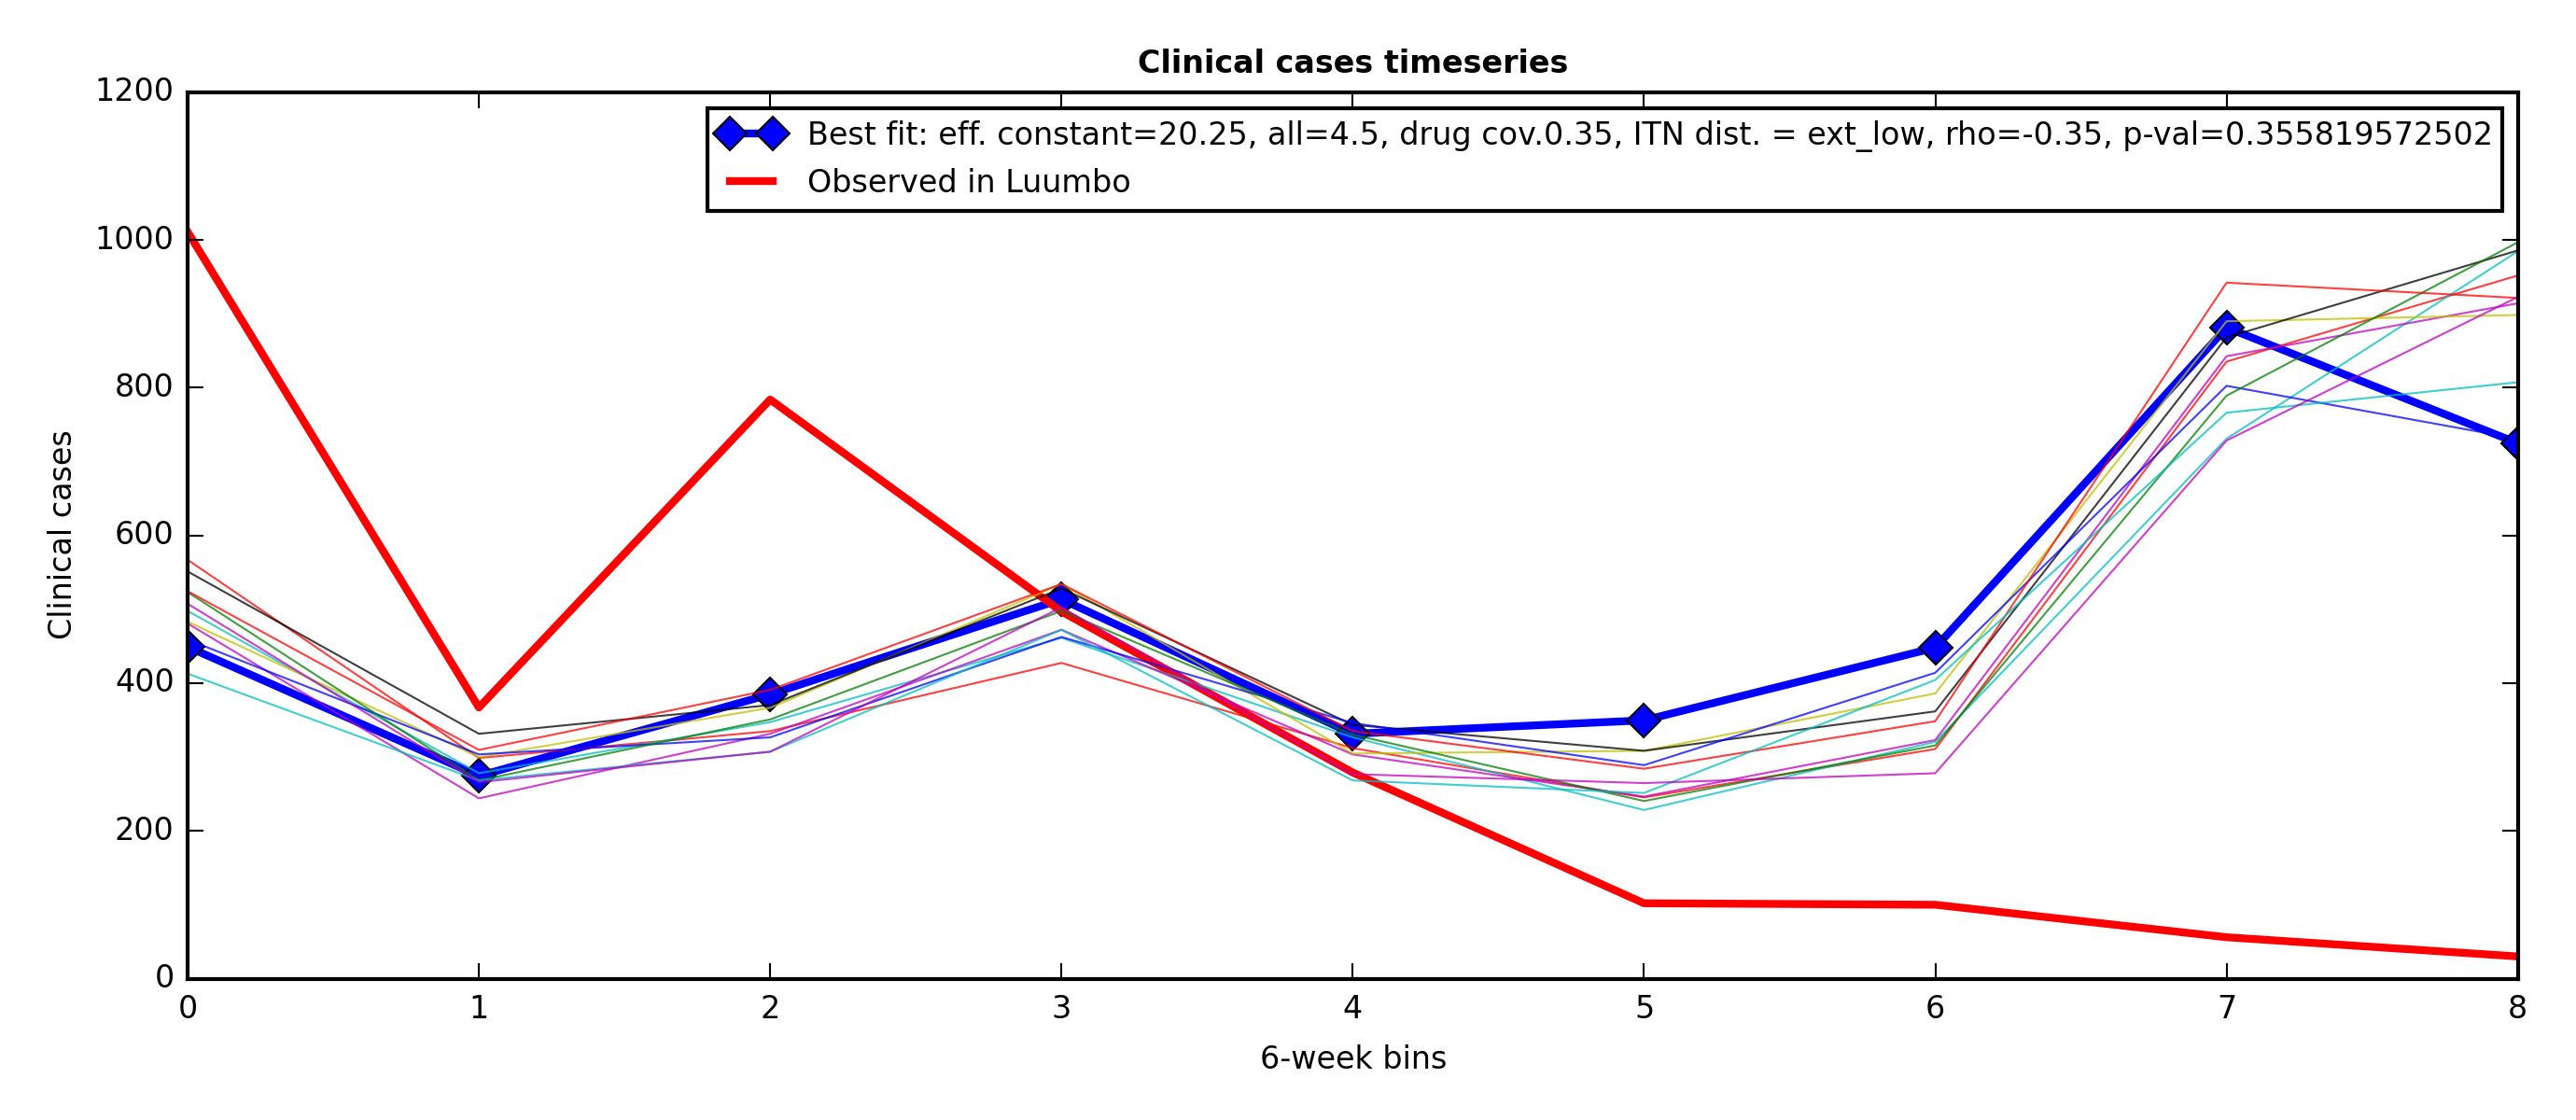 Clinical cases timeseries
1200
1000
800
600
400
200
0
Clinical cases
Best fit: eff. constant=20.25, all=4.5, drug cov.0.35, ITN dist. = ext_low, rho=-0.35, p-val=0.355819572502
Observed in Luumbo
0 1 2 3 4 5 6 7 8
6-week bins